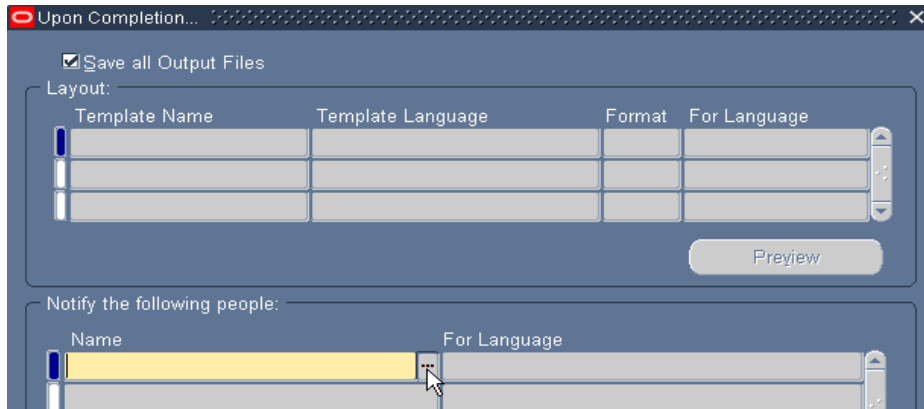 Upon Completion...
Save all Output Files
Layout:
Template Name Template Language Format For Language
Preview
Notify the following people:
Name For Language
...